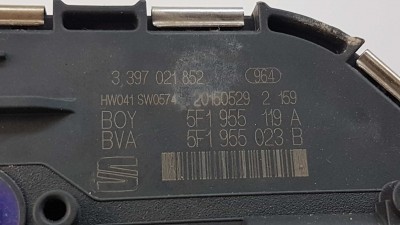 3 397 021 852 964
HW041 SW0574 20160529 2 159
BOY 5F1 955 119 A
BVA 5F1 955 023 B